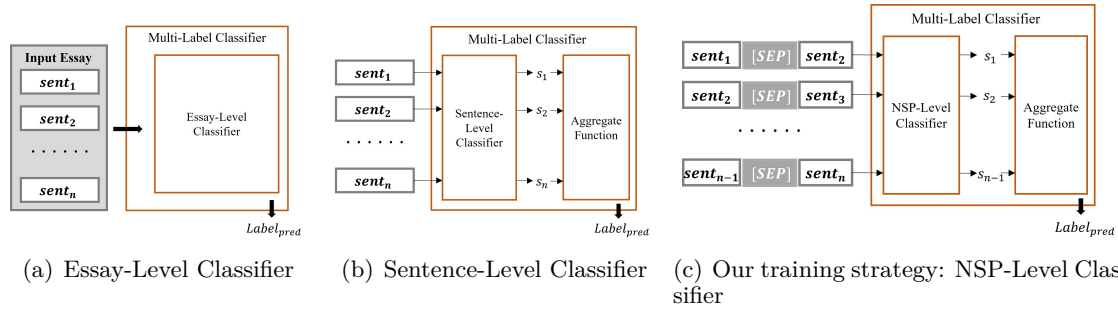 Multi-Label Classifier
Input Essay
sent1
sent2
. . . . . .
sentn
Essay-Level
Classifier
Labelpred
(a) Essay-Level Classifier
Multi-Label Classifier
sent1
sent2
. . . . . .
sentn
Sentence-
Level
Classifier
s1
s2
sn
Aggregate
Function
Labelpred
(b) Sentence-Level Classifier
Multi-Label Classifier
sent1 [SEP] sent2
sent2 [SEP] sent3
. . . . . .
sentn−1 [SEP] sentn
NSP-Level
Classifier
s1
s2
sn−1
Aggregate
Function
Labelpred
(c) Our training strategy: NSP-Level Clas
sifier